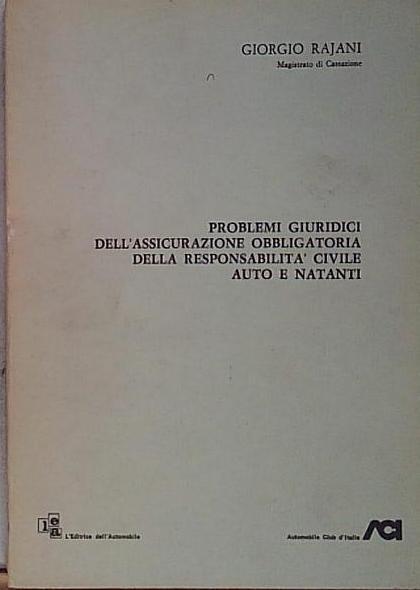 GIORGIO RAJANI
Magistrato di Cassazione
PROBLEMI GIURIDICI
DELL'ASSICURAZIONE OBBLIGATORIA
DELLA RESPONSABILITA' CIVILE
AUTO E NATANTI
lea L'Editrice dell'Automobile
Automobile Club d'Italia ACI